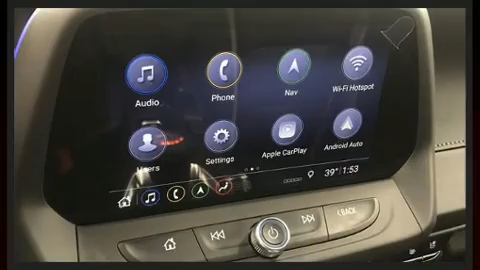 Audio
Phone
Nav
Wi-Fi Hotspot
Users
Settings
Apple CarPlay
Android Auto
39° 1:53
BACK